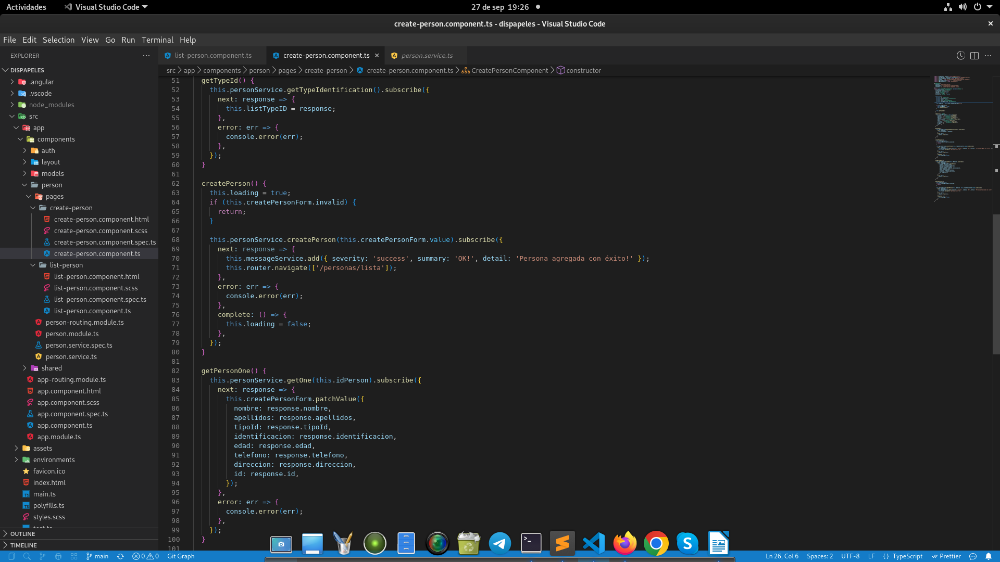 Actividades
Visual Studio Code
27 de sep 19:26
create-person.component.ts - dispapeles - Visual Studio Code
File Edit Selection View Go Run Terminal Help
EXPLORER
list-person.component.ts
create-person.component.ts
person.service.ts
src app components person pages create-person create-person.component.ts CreatePersonComponent constructor
DISPAPELES
.angular
.vscode
node_modules
src
app
components
auth
layout
models
person
pages
create-person
create-person.component.html
create-person.component.scss
create-person.component.spec.ts
create-person.component.ts
list-person
list-person.component.html
list-person.component.scss
list-person.component.spec.ts
list-person.component.ts
person-routing.module.ts
person.module.ts
person.service.spec.ts
person.service.ts
shared
app-routing.module.ts
app.component.html
app.component.scss
app.component.spec.ts
app.component.ts
app.module.ts
assets
environments
favicon.ico
index.html
main.ts
polyfills.ts
styles.scss
OUTLINE
TIMELINE
51 getTypeId() {
52 this.personService.getTypeIdentification().subscribe({
53 next: response => {
54 this.listTypeID = response;
55 },
56 error: err => {
57 console.error(err);
58 },
59 });
60 }
61
62 createPerson() {
63 this.loading = true;
64 if (this.createPersonForm.invalid) {
65 return;
66 }
67
68 this.personService.createPerson(this.createPersonForm.value).subscribe({
69 next: response => {
70 this.messageService.add({ severity: 'success', summary: 'OK!', detail: 'Persona agregada con éxito!' });
71 this.router.navigate(['/personas/lista']);
72 },
73 error: err => {
74 console.error(err);
75 },
76 complete: () => {
77 this.loading = false;
78 },
79 });
80 }
81
82 getPersonOne() {
83 this.personService.getOne(this.idPerson).subscribe({
84 next: response => {
85 this.createPersonForm.patchValue({
86 nombre: response.nombre,
87 apellidos: response.apellidos,
88 tipoId: response.tipoId,
89 identificacion: response.identificacion,
90 edad: response.edad,
91 telefono: response.telefono,
92 direccion: response.direccion,
93 id: response.id,
94 });
95 },
96 error: err => {
97 console.error(err);
98 },
99 });
100 }
101
main 0 0 Git Graph
Ln 26, Col 6 Spaces: 2 UTF-8 LF { } TypeScript Prettier